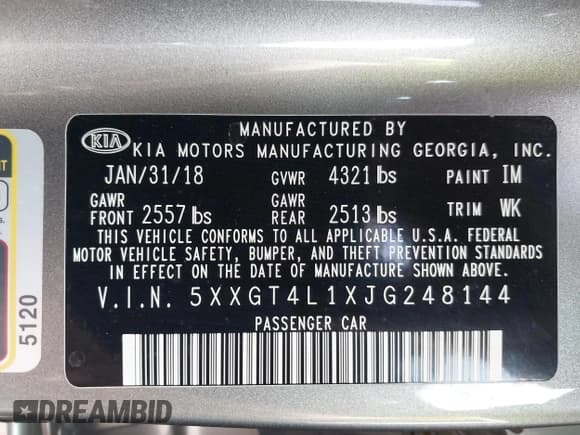 MANUFACTURED BY
KIA KIA MOTORS MANUFACTURING GEORGIA, INC.
JAN/31/18 GVWR 4321 lbs PAINT IM
GAWR FRONT 2557 lbs GAWR REAR 2513 lbs TRIM WK
THIS VEHICLE CONFORMS TO ALL APPLICABLE U.S.A. FEDERAL
MOTOR VEHICLE SAFETY, BUMPER, AND THEFT PREVENTION STANDARDS
IN EFFECT ON THE DATE OF MANUFACTURE SHOWN ABOVE.
V.I.N. 5XXGT4L1XJG248144
PASSENGER CAR
5120
DREAMBID